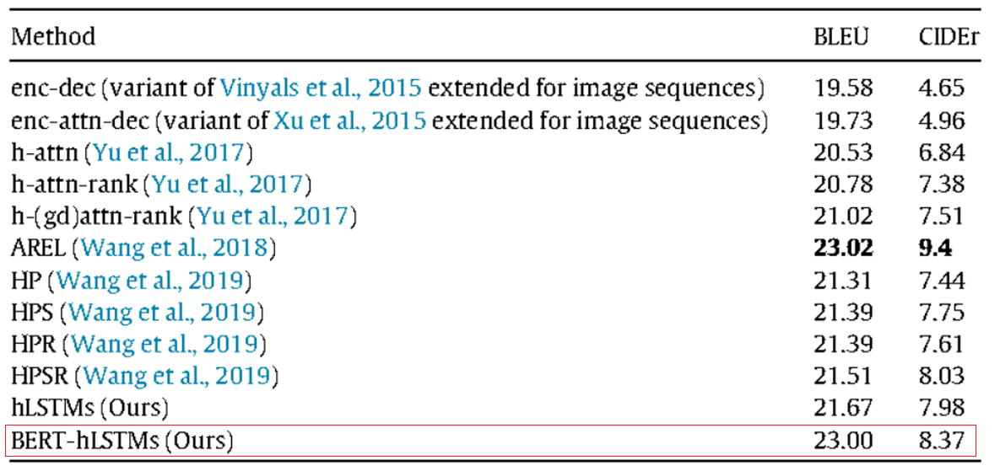 Method BLEU CIDEr
enc-dec (variant of Vinyals et al., 2015 extended for image sequences) 19.58 4.65
enc-attn-dec (variant of Xu et al., 2015 extended for image sequences) 19.73 4.96
h-attn (Yu et al., 2017) 20.53 6.84
h-attn-rank (Yu et al., 2017) 20.78 7.38
h-(gd)attn-rank (Yu et al., 2017) 21.02 7.51
AREL (Wang et al., 2018) 23.02 9.4
HP (Wang et al., 2019) 21.31 7.44
HPS (Wang et al., 2019) 21.39 7.75
HPR (Wang et al., 2019) 21.39 7.61
HPSR (Wang et al., 2019) 21.51 8.03
hLSTMs (Ours) 21.67 7.98
BERT-hLSTMs (Ours) 23.00 8.37